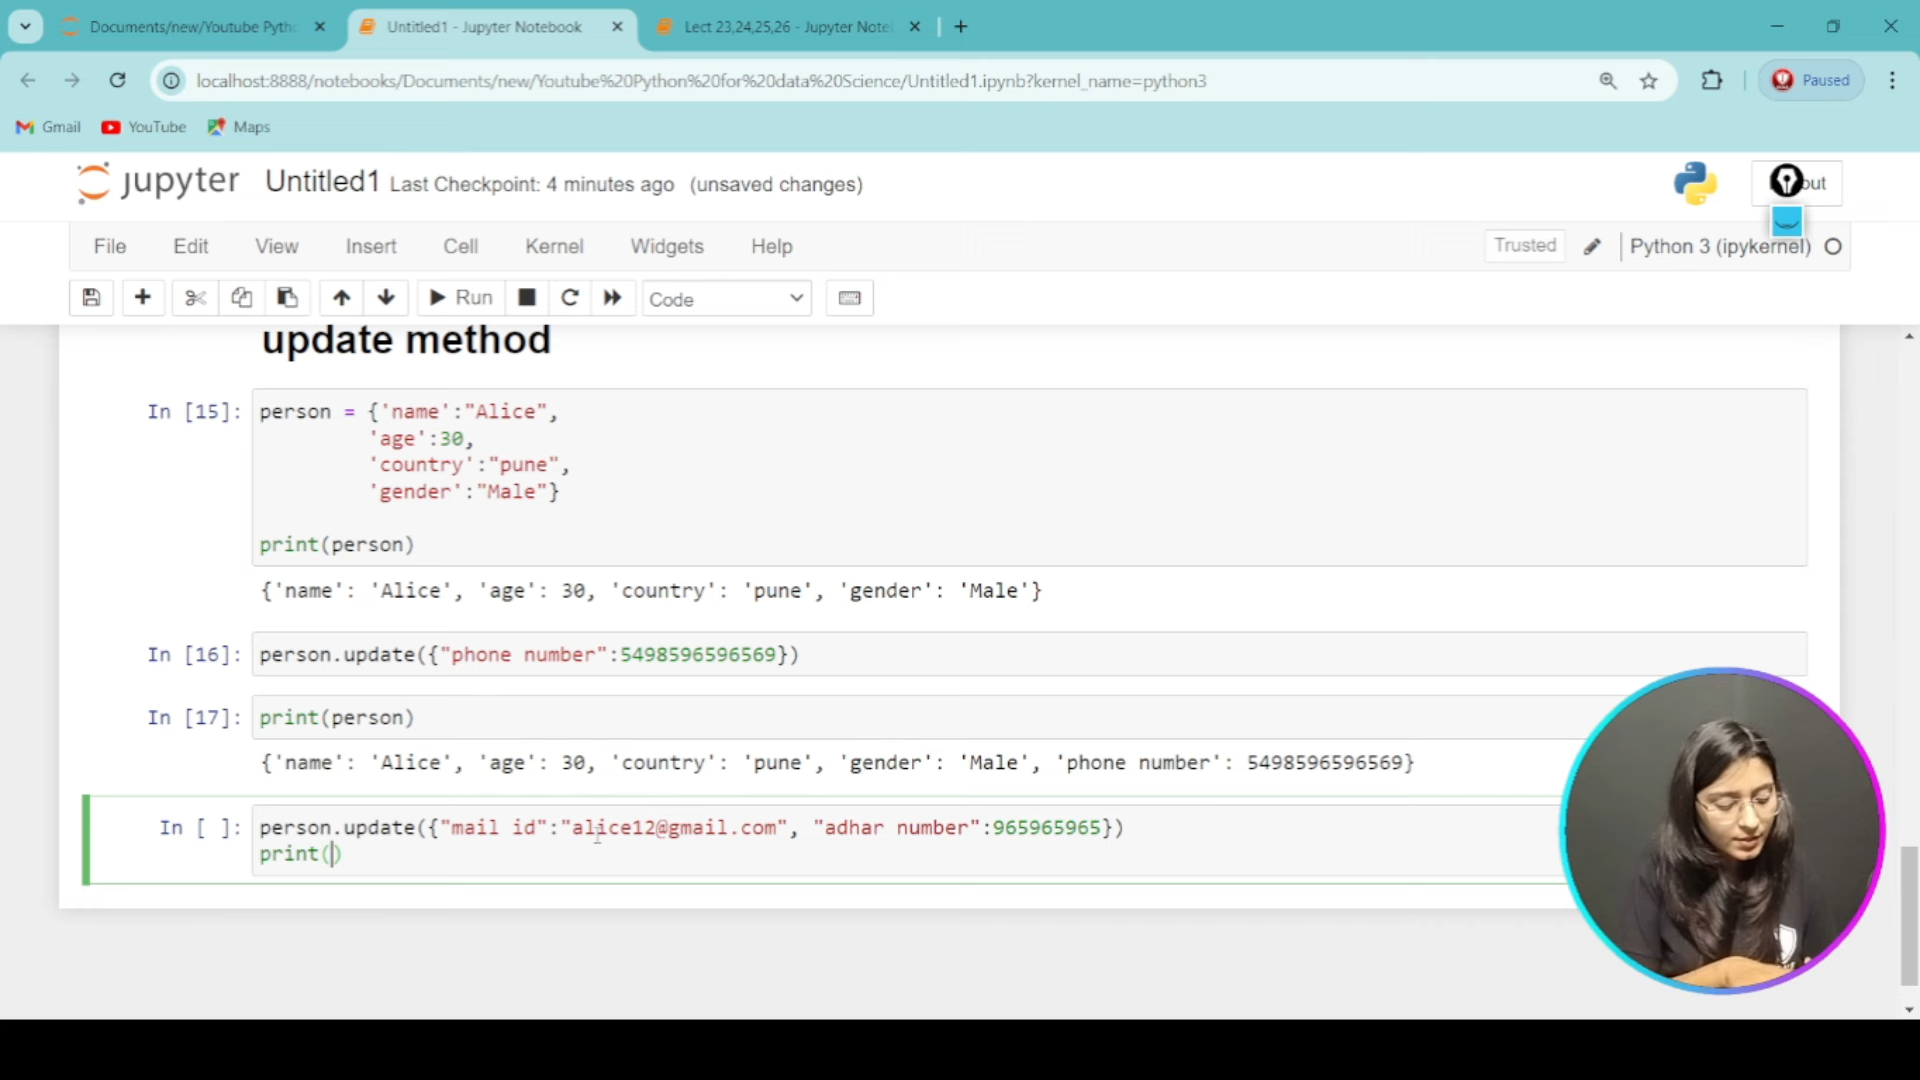 Documents/new/Youtube Pytho
Untitled1 - Jupyter Notebook
Lect 23,24,25,26 - Jupyter Note
localhost:8888/notebooks/Documents/new/Youtube%20Python%20for%20data%20Science/Untitled1.ipynb?kernel_name=python3
Paused
Gmail YouTube Maps
jupyter Untitled1 Last Checkpoint: 4 minutes ago (unsaved changes)
out
File Edit View Insert Cell Kernel Widgets Help
Trusted Python 3 (ipykernel)
Run Code
update method
In [15]: person = {'name':"Alice",
'age':30,
'country':"pune",
'gender':"Male"}
print(person)
{'name': 'Alice', 'age': 30, 'country': 'pune', 'gender': 'Male'}
In [16]: person.update({"phone number":5498596596569})
In [17]: print(person)
{'name': 'Alice', 'age': 30, 'country': 'pune', 'gender': 'Male', 'phone number': 5498596596569}
In [ ]: person.update({"mail id":"alice12@gmail.com", "adhar number":965965965})
print()